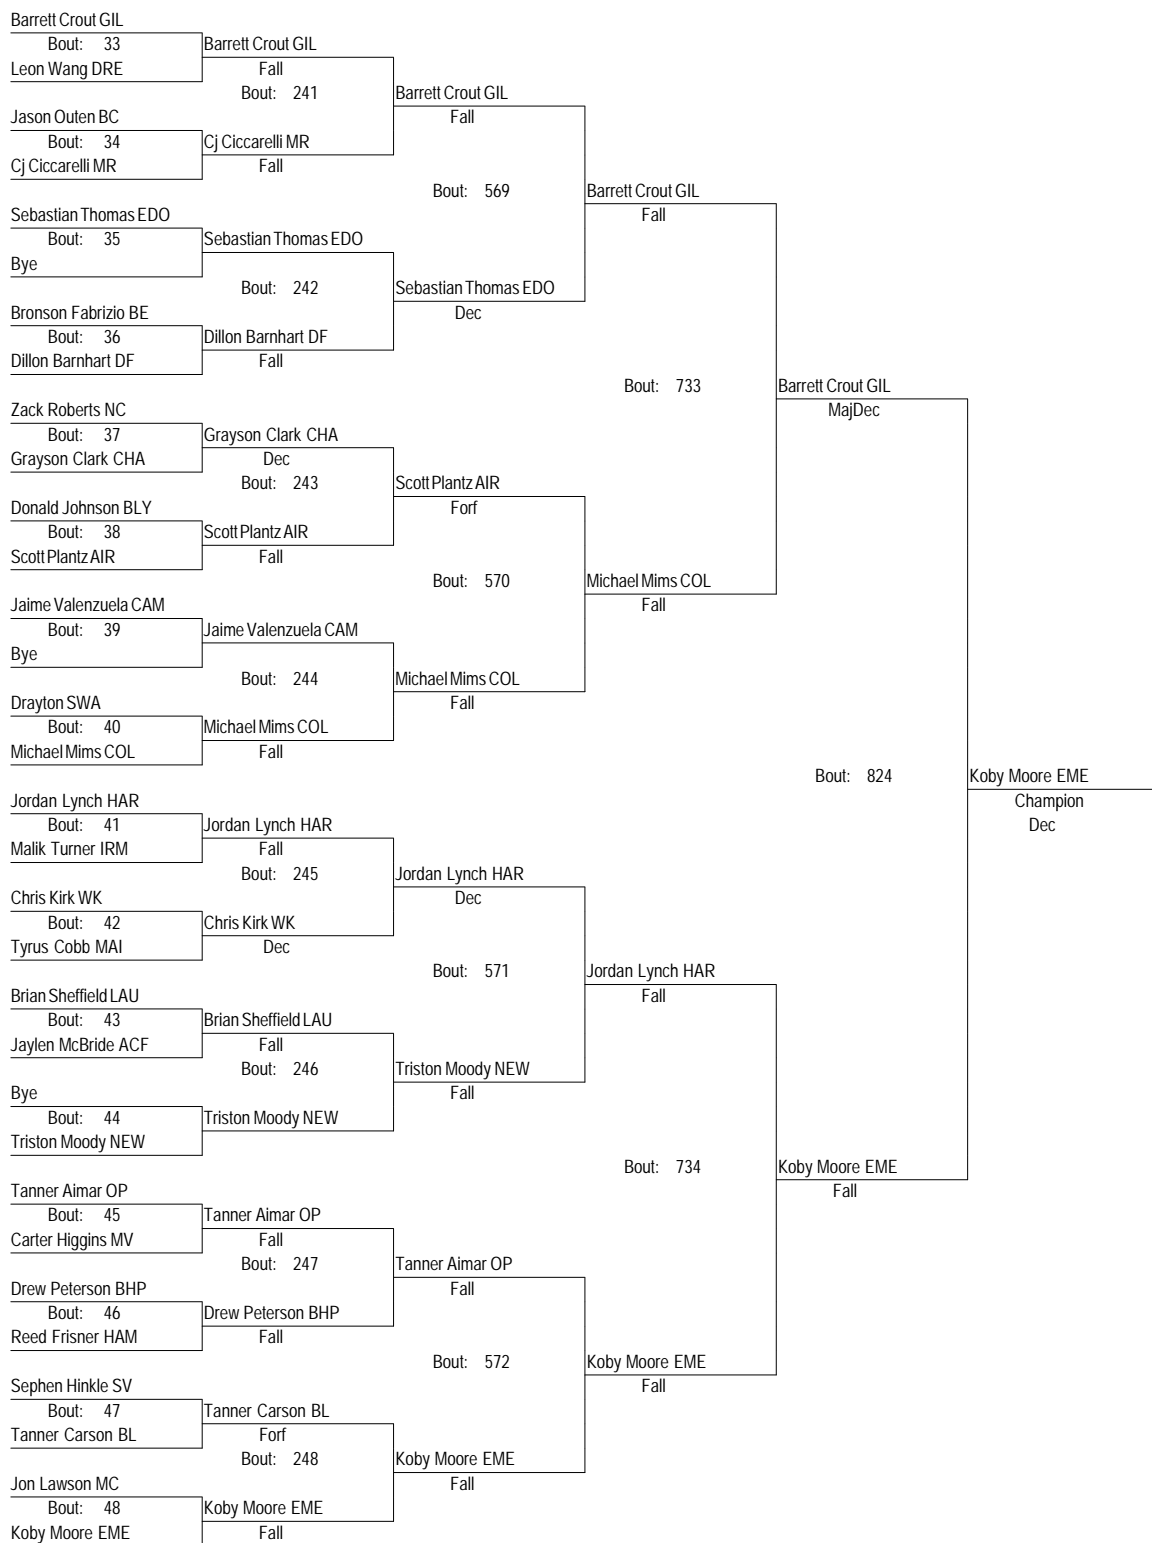 Barrett Crout GIL
Bout: 33
Barrett Crout GIL
Leon Wang DRE
Fall
Bout: 241
Barrett Crout GIL
Fall
Jason Outen BC
Bout: 34
Cj Ciccarelli MR
Cj Ciccarelli MR
Fall
Bout: 569
Barrett Crout GIL
Fall
Sebastian Thomas EDO
Bout: 35
Sebastian Thomas EDO
Bye
Bout: 242
Sebastian Thomas EDO
Dec
Bronson Fabrizio BE
Bout: 36
Dillon Barnhart DF
Dillon Barnhart DF
Fall
Bout: 733
Barrett Crout GIL
MajDec
Zack Roberts NC
Bout: 37
Grayson Clark CHA
Grayson Clark CHA
Dec
Bout: 243
Scott Plantz AIR
Forf
Donald Johnson BLY
Bout: 38
Scott Plantz AIR
Scott Plantz AIR
Fall
Bout: 570
Michael Mims COL
Fall
Jaime Valenzuela CAM
Bout: 39
Jaime Valenzuela CAM
Bye
Bout: 244
Michael Mims COL
Fall
Drayton SWA
Bout: 40
Michael Mims COL
Michael Mims COL
Fall
Bout: 824
Koby Moore EME
Champion
Dec
Jordan Lynch HAR
Bout: 41
Jordan Lynch HAR
Malik Turner IRM
Fall
Bout: 245
Jordan Lynch HAR
Dec
Chris Kirk WK
Bout: 42
Chris Kirk WK
Tyrus Cobb MAI
Dec
Bout: 571
Jordan Lynch HAR
Fall
Brian Sheffield LAU
Bout: 43
Brian Sheffield LAU
Jaylen McBride ACF
Fall
Bout: 246
Triston Moody NEW
Fall
Bye
Bout: 44
Triston Moody NEW
Triston Moody NEW
Bout: 734
Koby Moore EME
Fall
Tanner Aimar OP
Bout: 45
Tanner Aimar OP
Carter Higgins MV
Fall
Bout: 247
Tanner Aimar OP
Fall
Drew Peterson BHP
Bout: 46
Drew Peterson BHP
Reed Frisner HAM
Fall
Bout: 572
Koby Moore EME
Fall
Sephen Hinkle SV
Bout: 47
Tanner Carson BL
Tanner Carson BL
Forf
Bout: 248
Koby Moore EME
Fall
Jon Lawson MC
Bout: 48
Koby Moore EME
Koby Moore EME
Fall